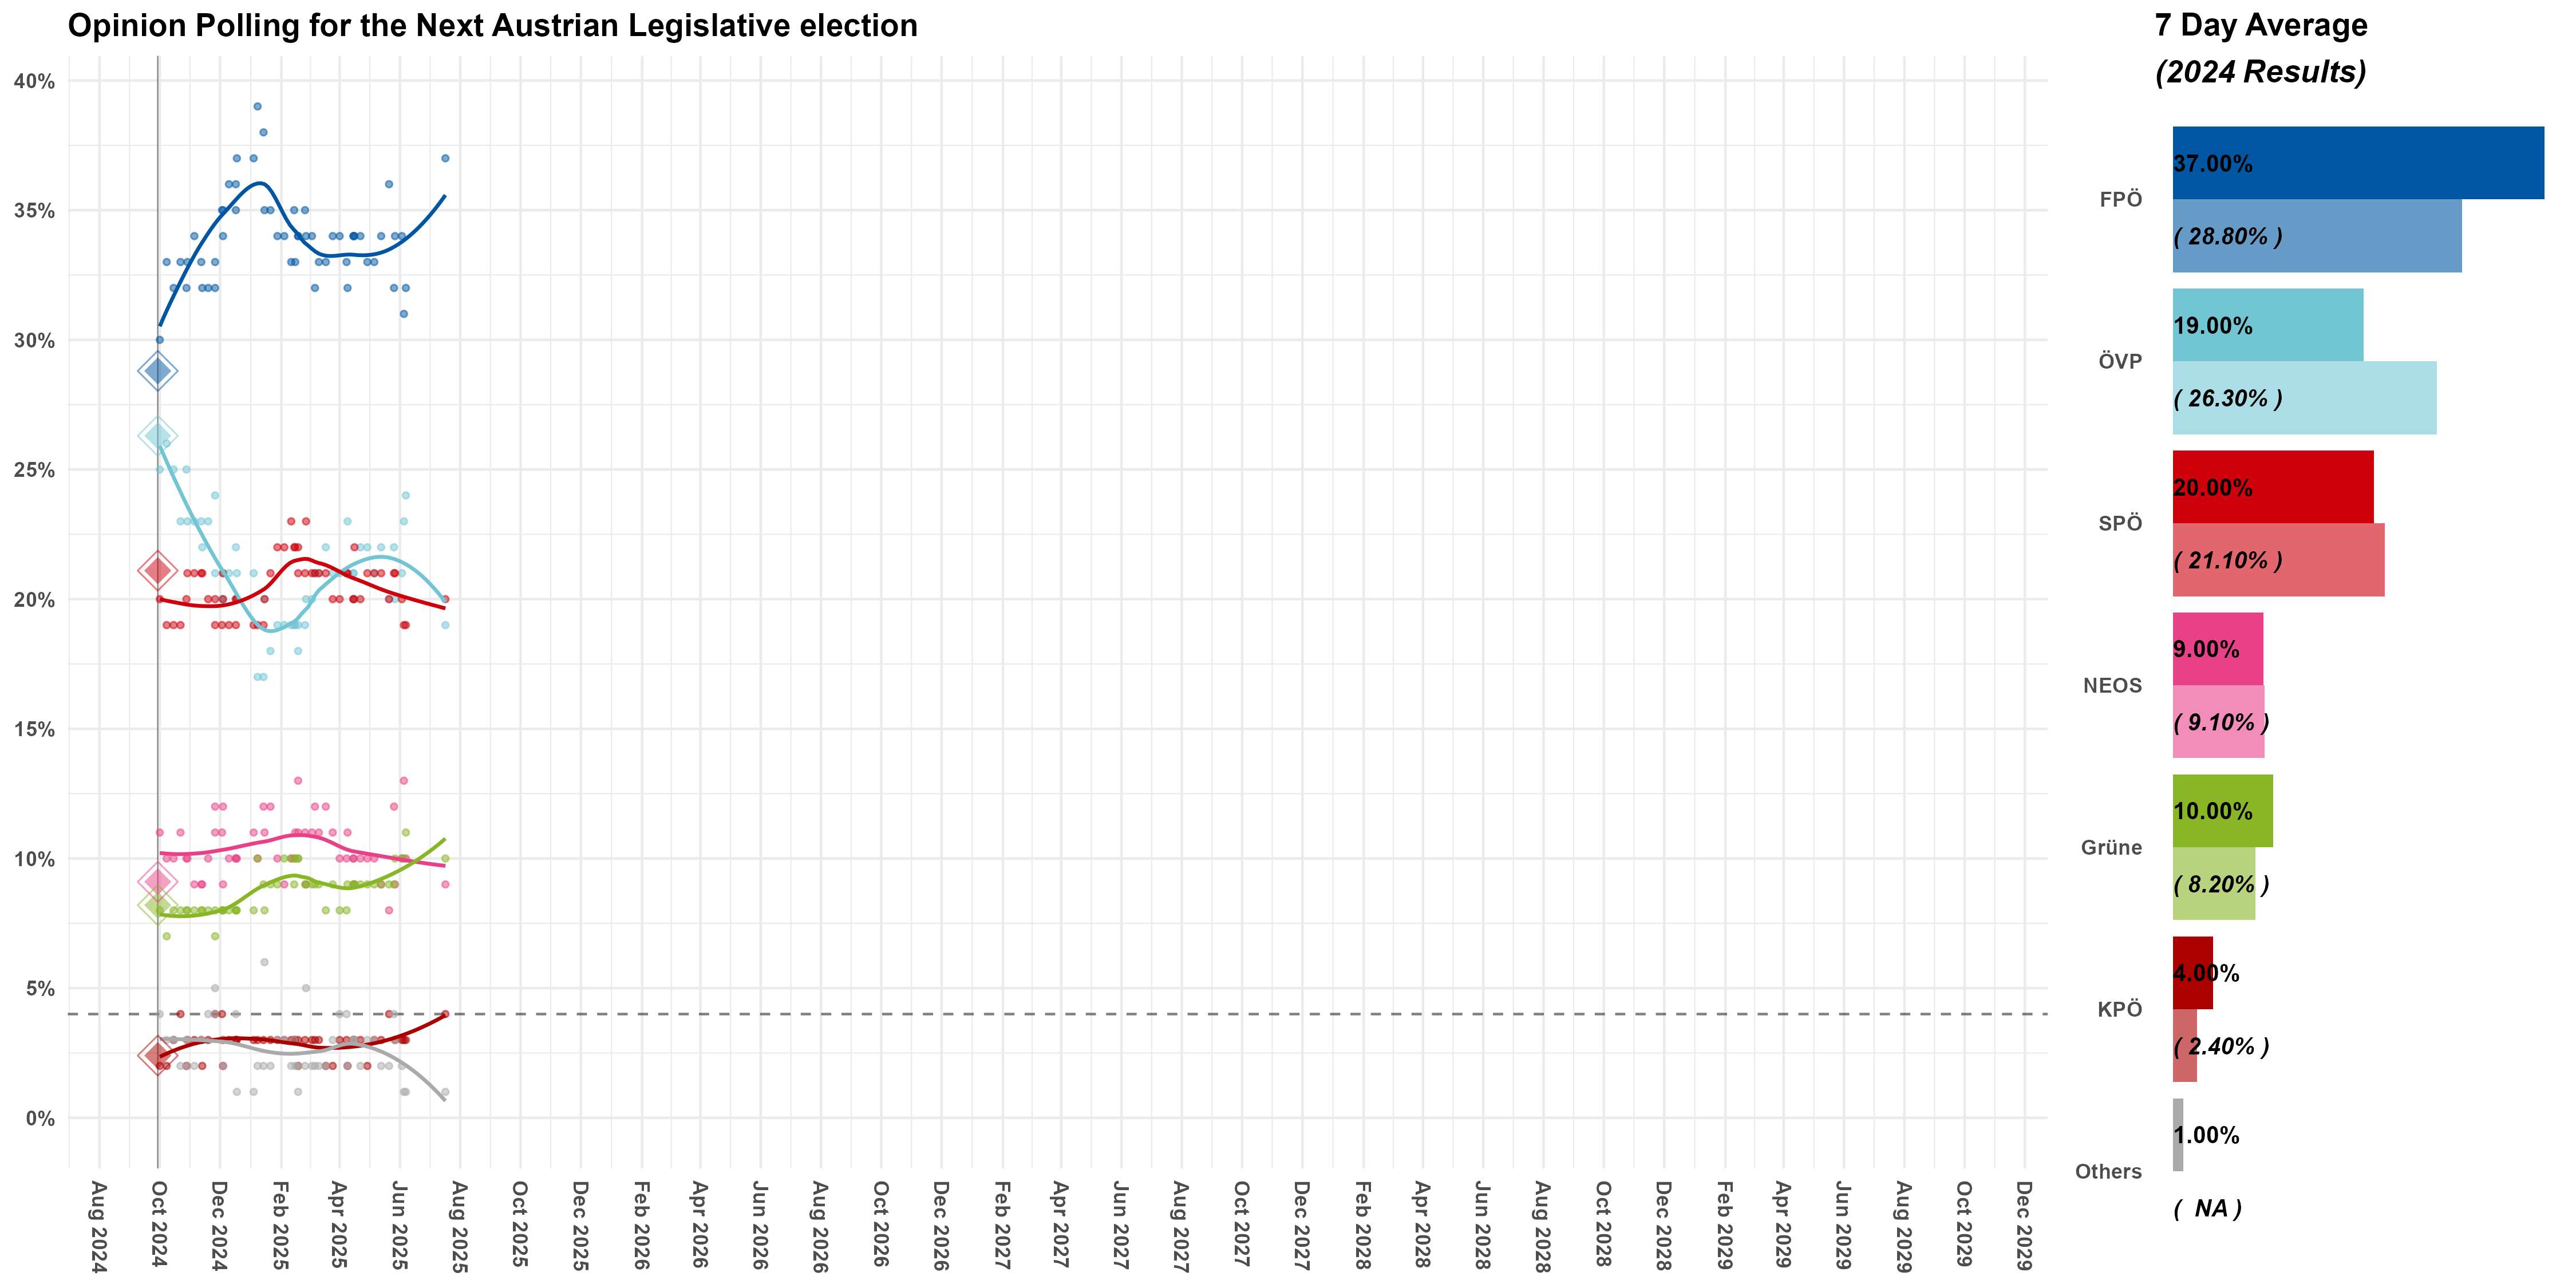 Opinion Polling for the Next Austrian Legislative election
40%
35%
30%
25%
20%
15%
10%
5%
0%
Aug 2024
Oct 2024
Dec 2024
Feb 2025
Apr 2025
Jun 2025
Aug 2025
Oct 2025
Dec 2025
Feb 2026
Apr 2026
Jun 2026
Aug 2026
Oct 2026
Dec 2026
Feb 2027
Apr 2027
Jun 2027
Aug 2027
Oct 2027
Dec 2027
Feb 2028
Apr 2028
Jun 2028
Aug 2028
Oct 2028
Dec 2028
Feb 2029
Apr 2029
Jun 2029
Aug 2029
Oct 2029
Dec 2029
7 Day Average
(2024 Results)
FPÖ
37.00%
( 28.80% )
ÖVP
19.00%
( 26.30% )
SPÖ
20.00%
( 21.10% )
NEOS
9.00%
( 9.10% )
Grüne
10.00%
( 8.20% )
KPÖ
4.00%
( 2.40% )
Others
1.00%
( NA )